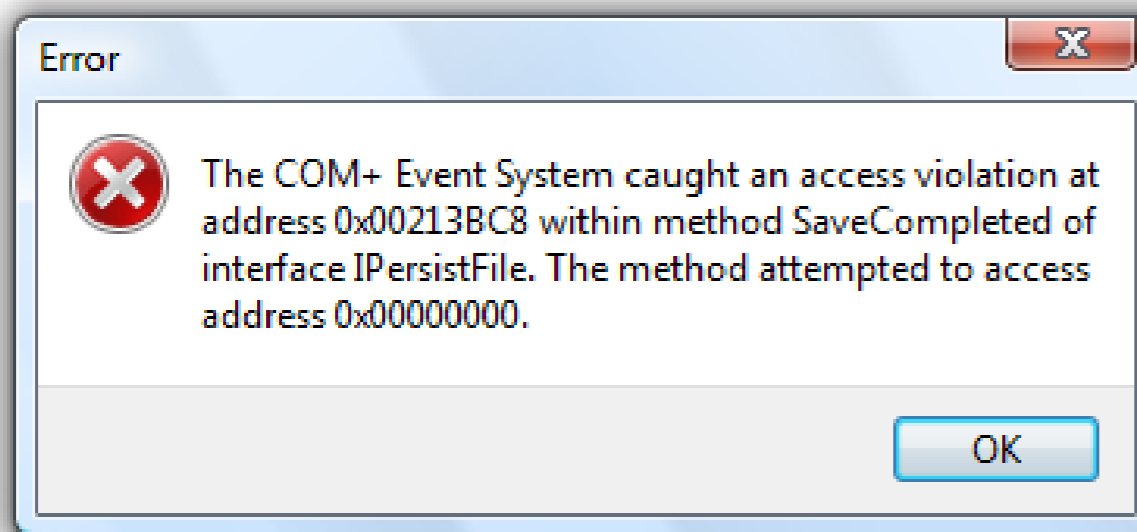 Error
The COM+ Event System caught an access violation at
address 0x00213BC8 within method SaveCompleted of
interface IPersistFile. The method attempted to access
address 0x00000000.
OK